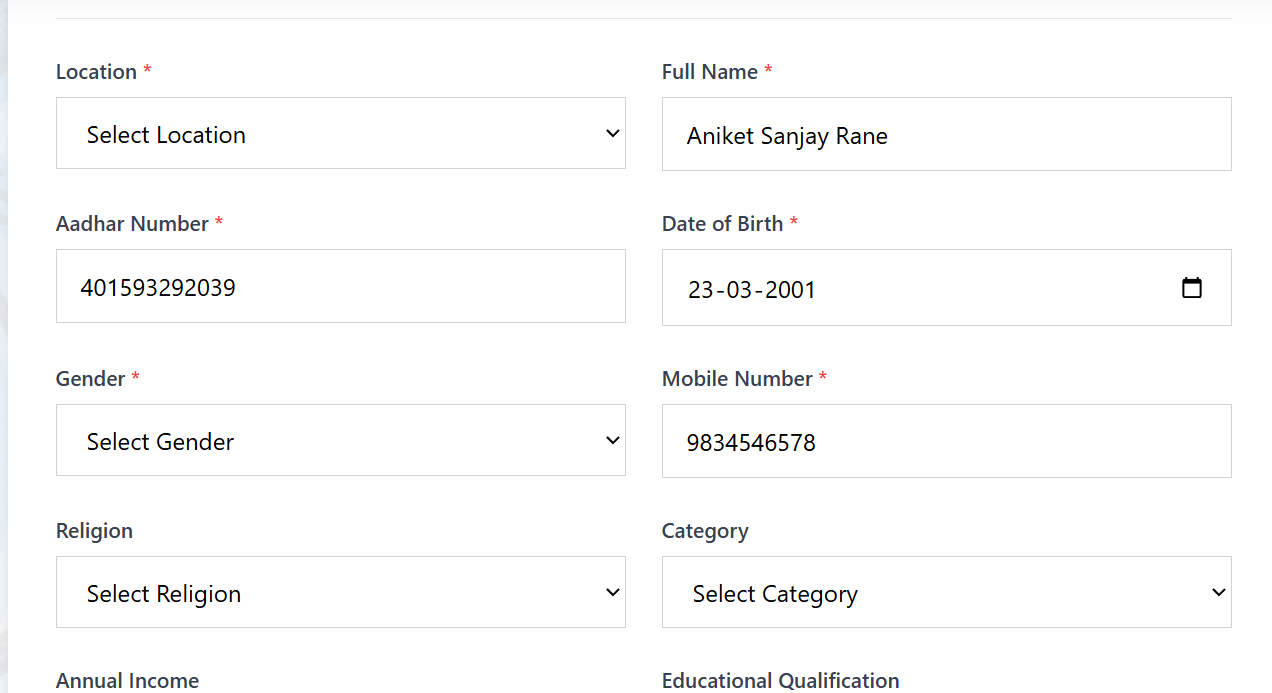 Location * Full Name *
Select Location Aniket Sanjay Rane
Aadhar Number * Date of Birth *
401593292039 23-03-2001
Gender * Mobile Number *
Select Gender 9834546578
Religion Category
Select Religion Select Category
Annual Income Educational Qualification